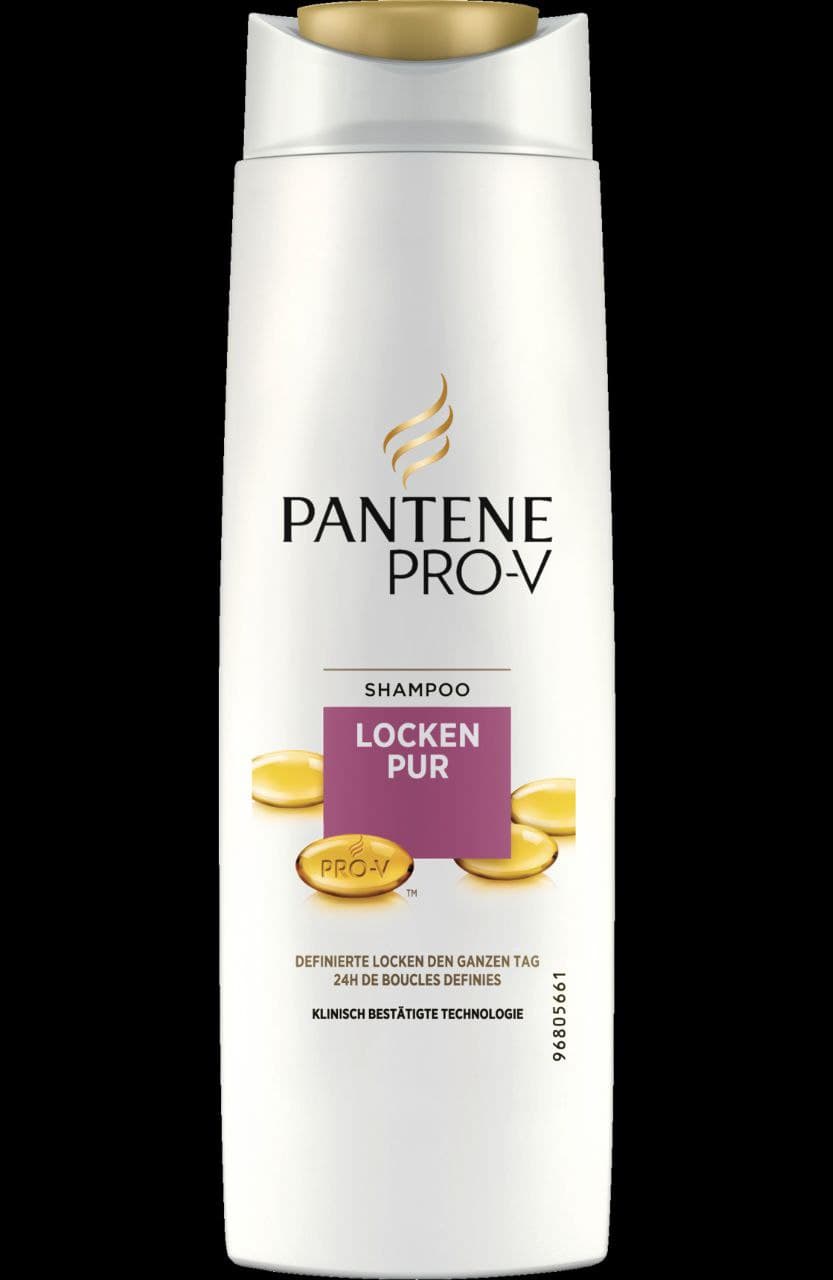 PANTENE
PRO-V
SHAMPOO
LOCKEN
PUR
PRO-V
™
DEFINIERTE LOCKEN DEN GANZEN TAG
24H DE BOUCLES DEFINIES
KLINISCH BESTÄTIGTE TECHNOLOGIE
96805661